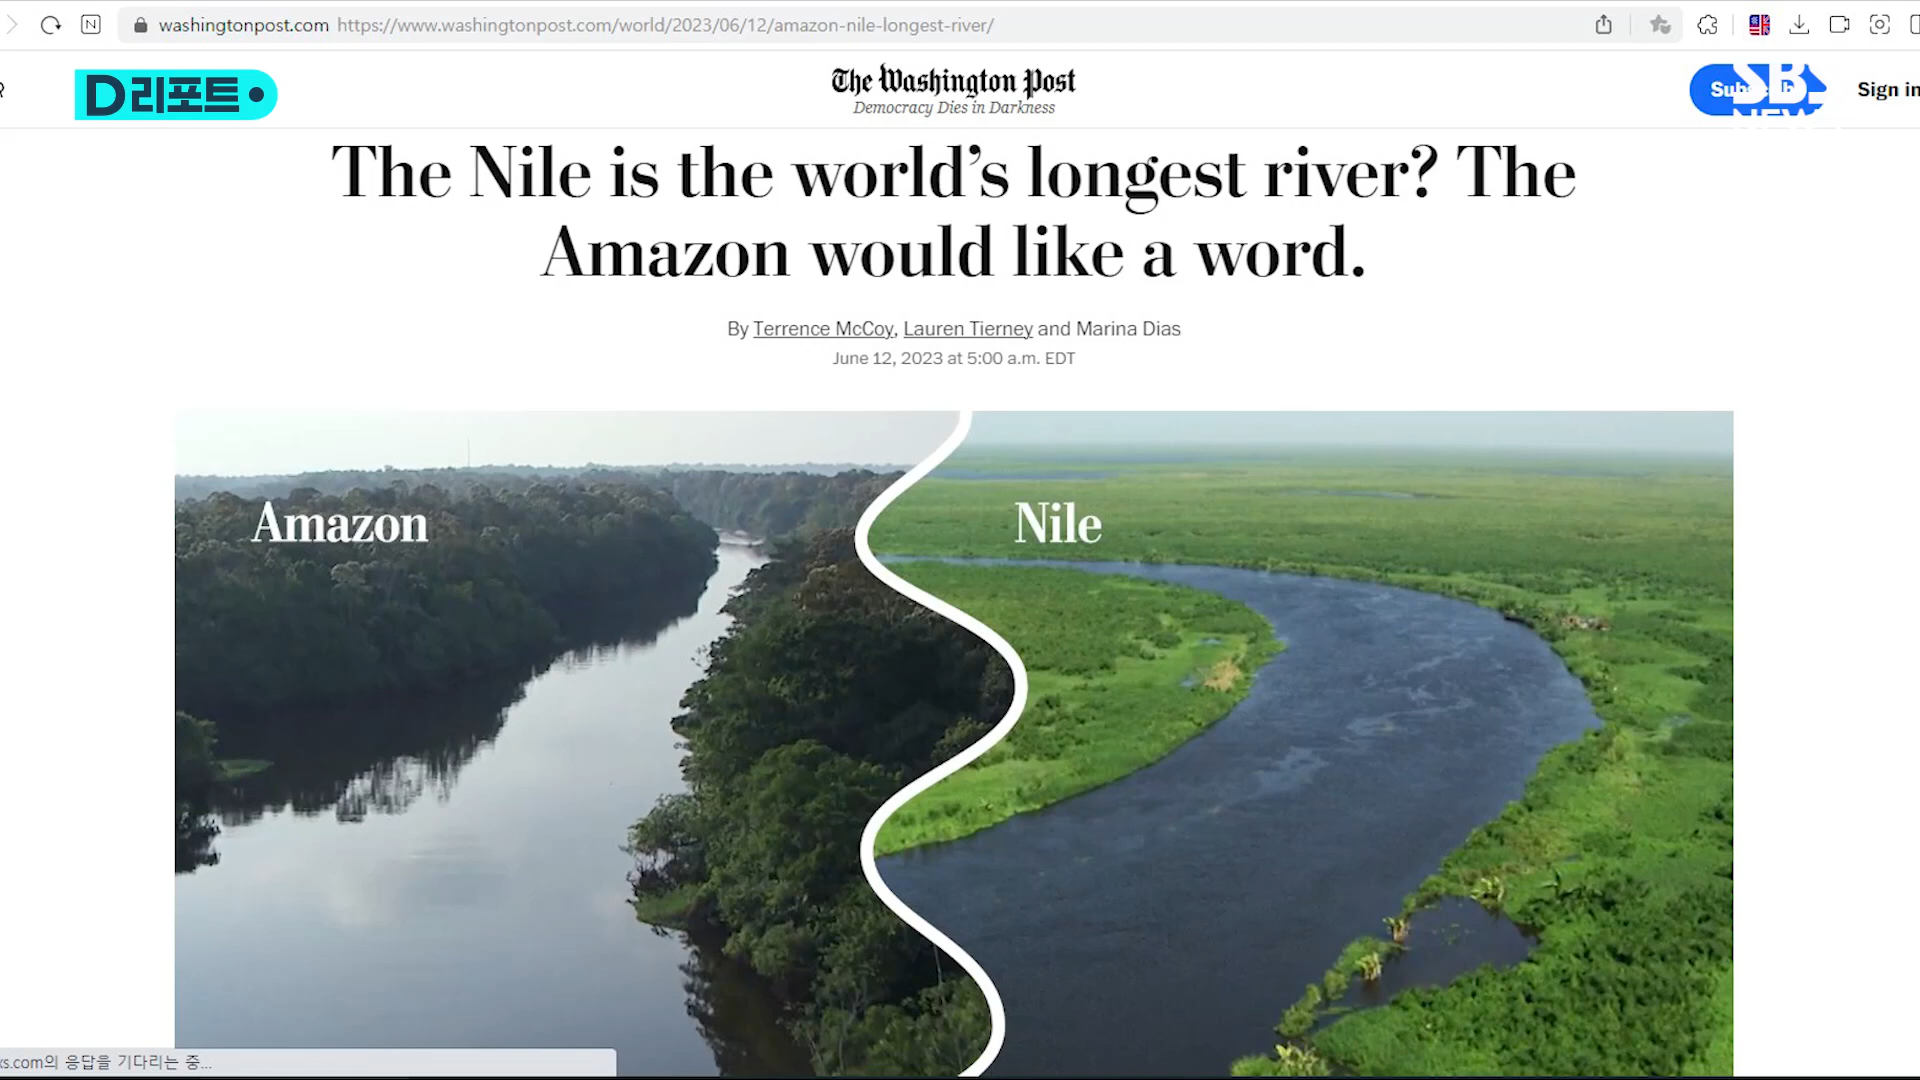 washingtonpost.com https://www.washingtonpost.com/world/2023/06/12/amazon-nile-longest-river/
D리포트
The Washington Post
Democracy Dies in Darkness
SBS
NEWS
Sign in
The Nile is the world's longest river? The
Amazon would like a word.
By Terrence McCoy, Lauren Tierney and Marina Dias
June 12, 2023 at 5:00 a.m. EDT
Amazon
Nile
ks.com의 응답을 기다리는 중...